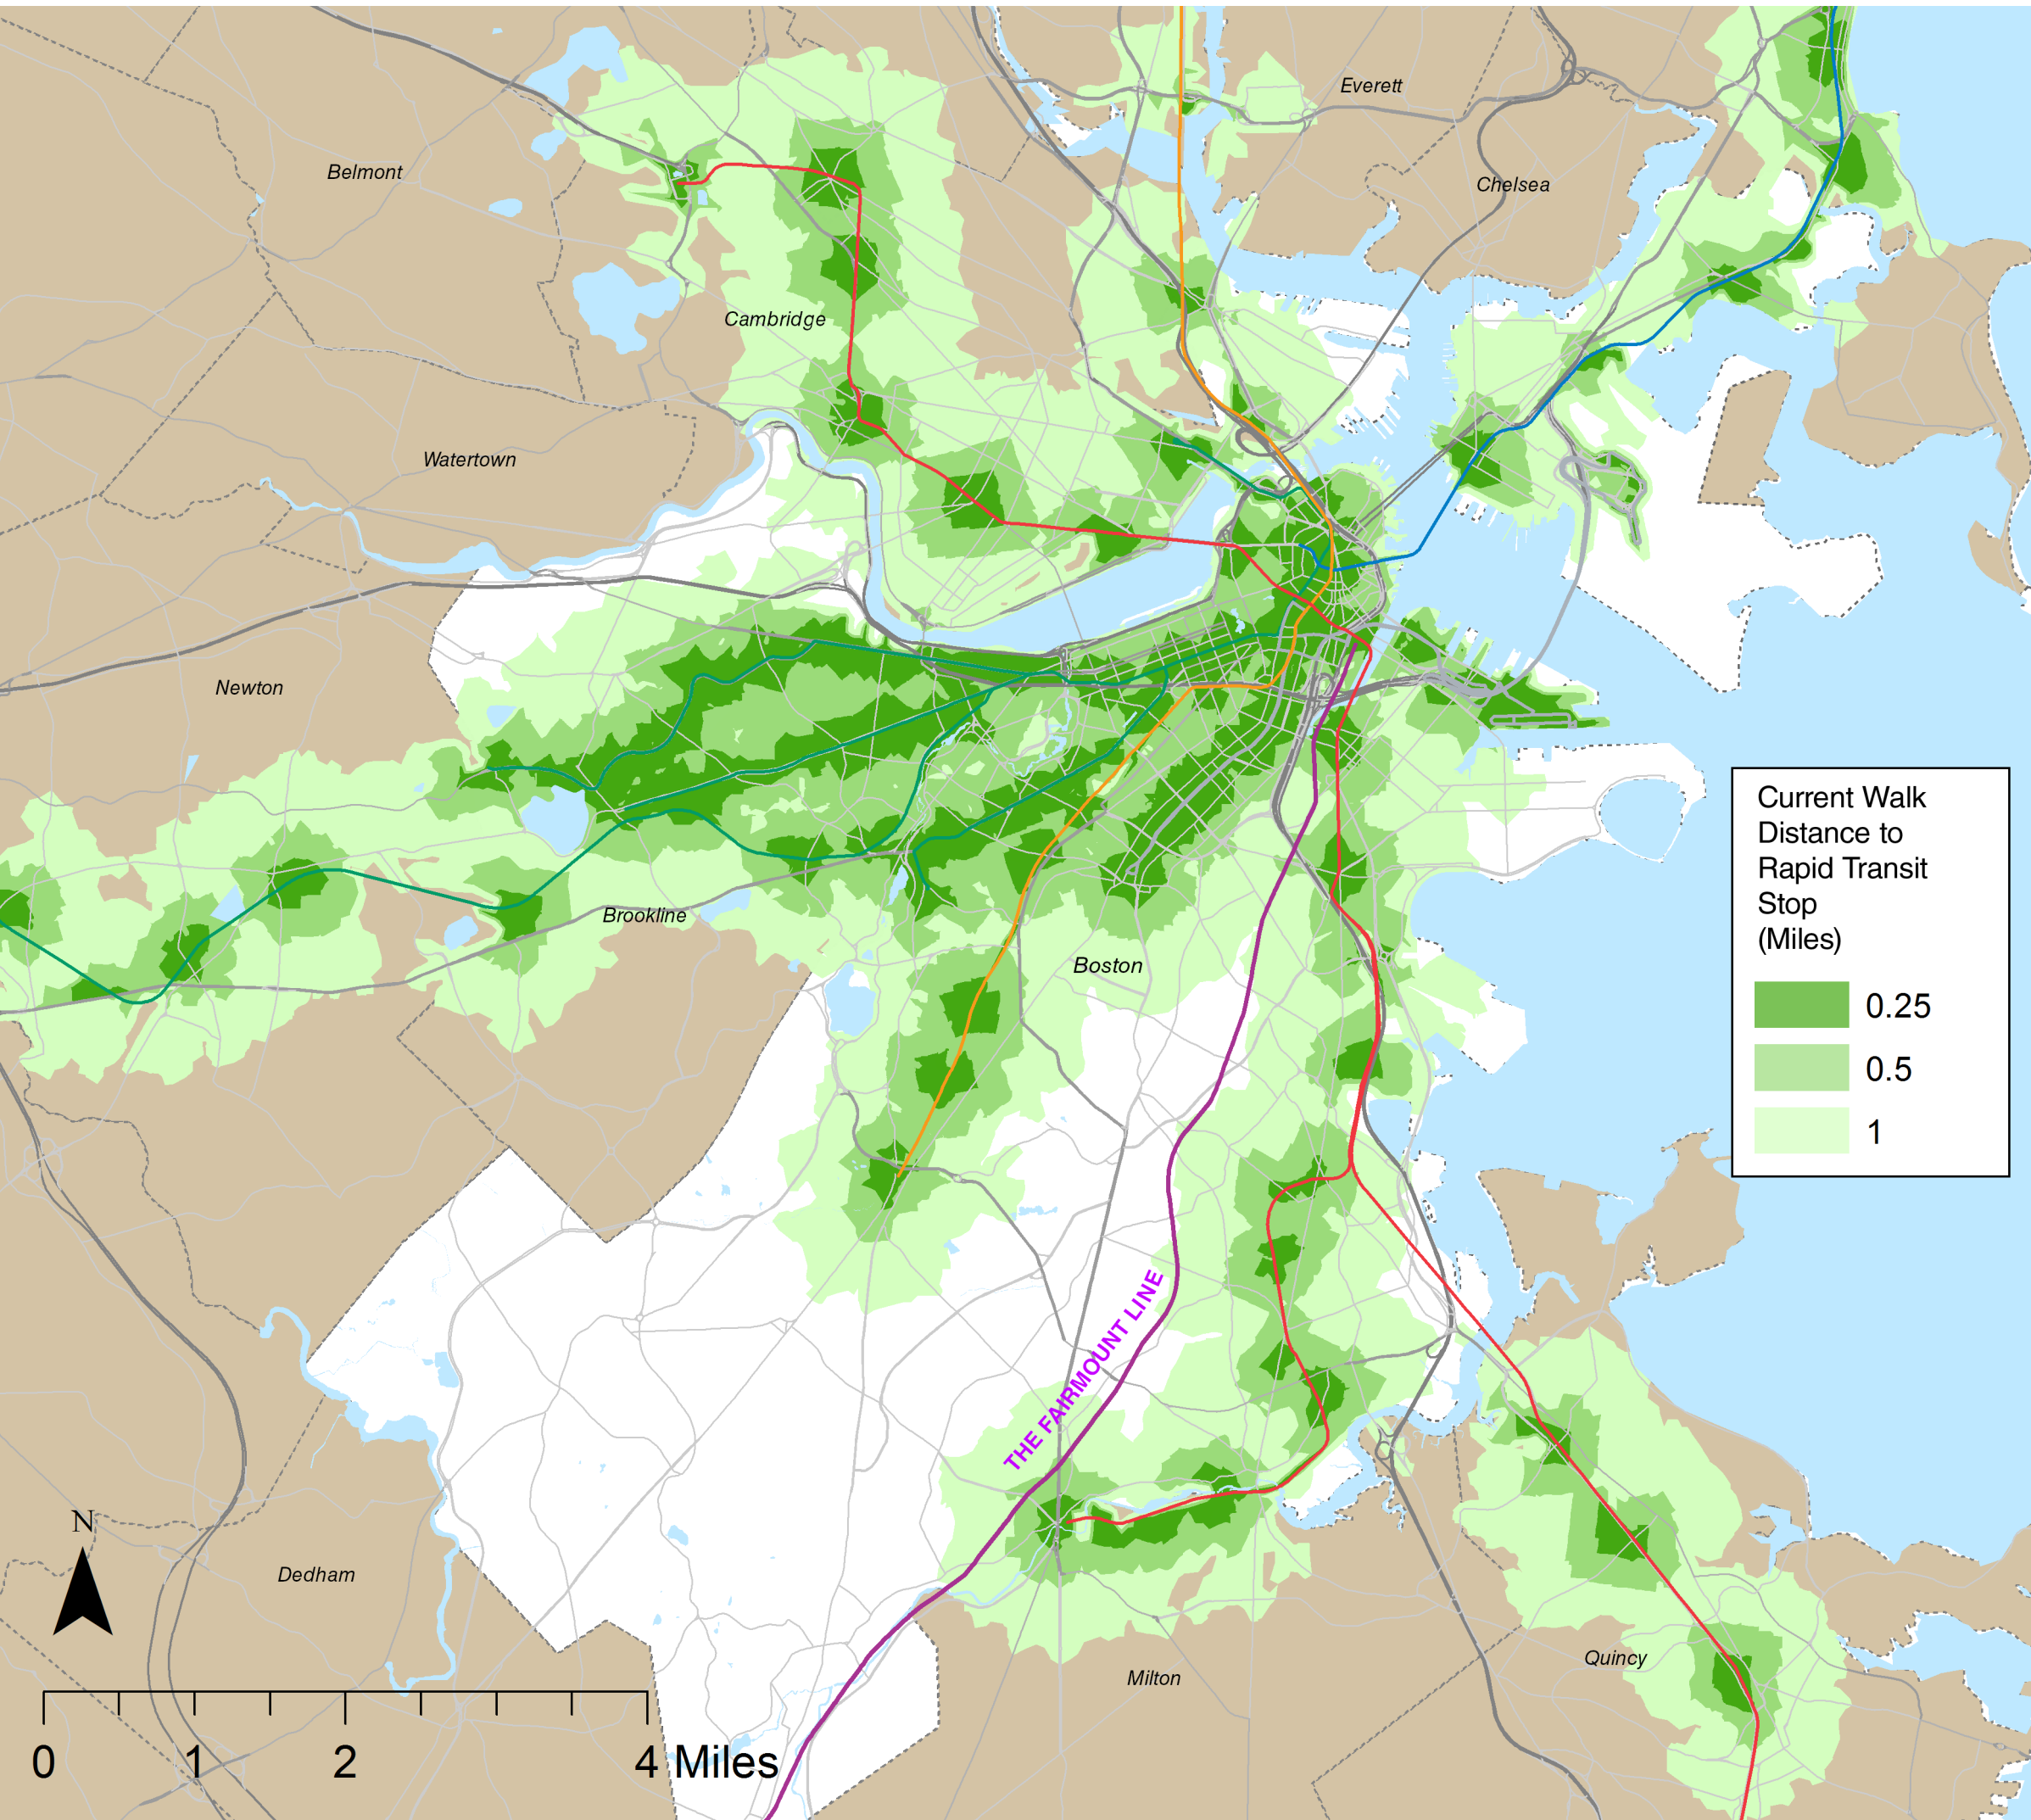 Everett
Belmont
Chelsea
Cambridge
Watertown
Newton
Current Walk
Distance to
Rapid Transit
Stop
(Miles)
0.25
0.5
1
Brookline
Boston
THE FAIRMOUNT LINE
N
Dedham
Quincy
Milton
0 1 2 4 Miles